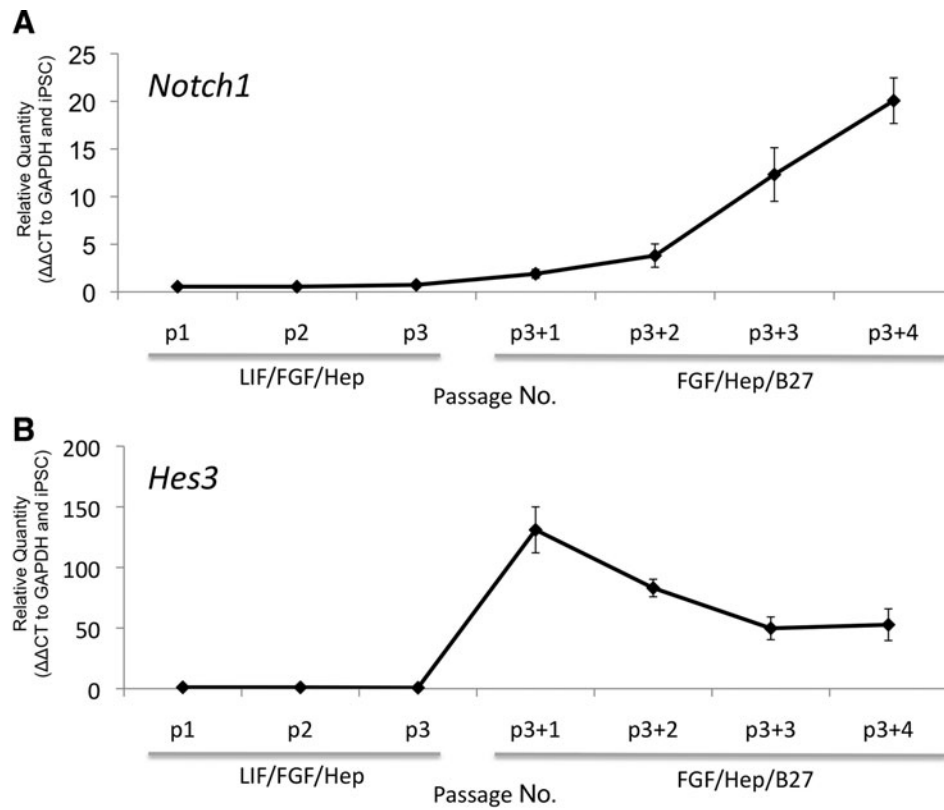 A
Notch1
Relative Quantity
(ΔΔCT to GAPDH and iPSC)
25
20
15
10
5
0
p1 p2 p3 p3+1 p3+2 p3+3 p3+4
LIF/FGF/Hep FGF/Hep/B27
Passage No.
B
Hes3
Relative Quantity
(ΔΔCT to GAPDH and iPSC)
200
150
100
50
0
p1 p2 p3 p3+1 p3+2 p3+3 p3+4
LIF/FGF/Hep FGF/Hep/B27
Passage No.